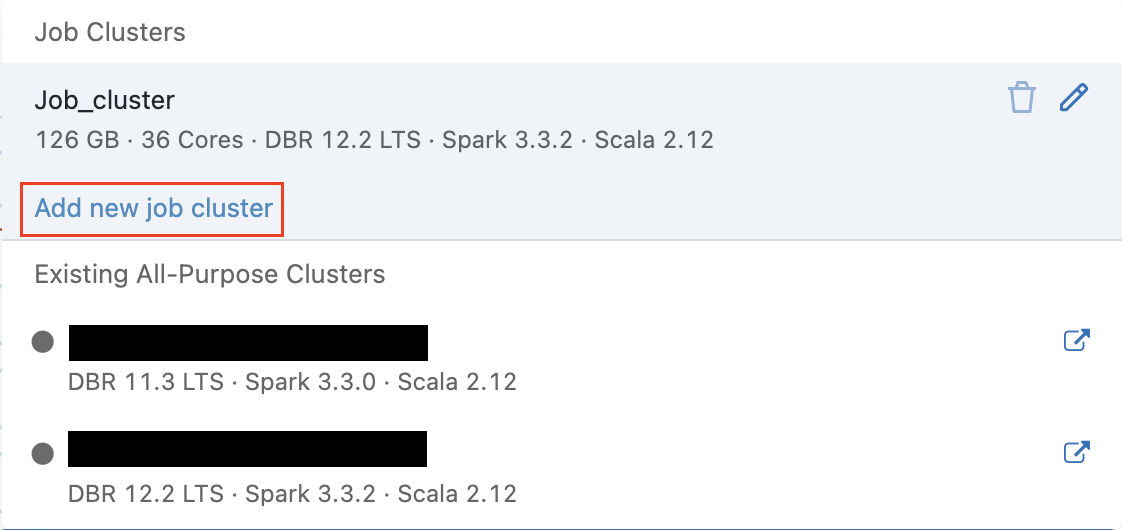 Job Clusters
Job_cluster
126 GB · 36 Cores · DBR 12.2 LTS · Spark 3.3.2 · Scala 2.12
Add new job cluster
Existing All-Purpose Clusters
DBR 11.3 LTS · Spark 3.3.0 · Scala 2.12
DBR 12.2 LTS · Spark 3.3.2 · Scala 2.12